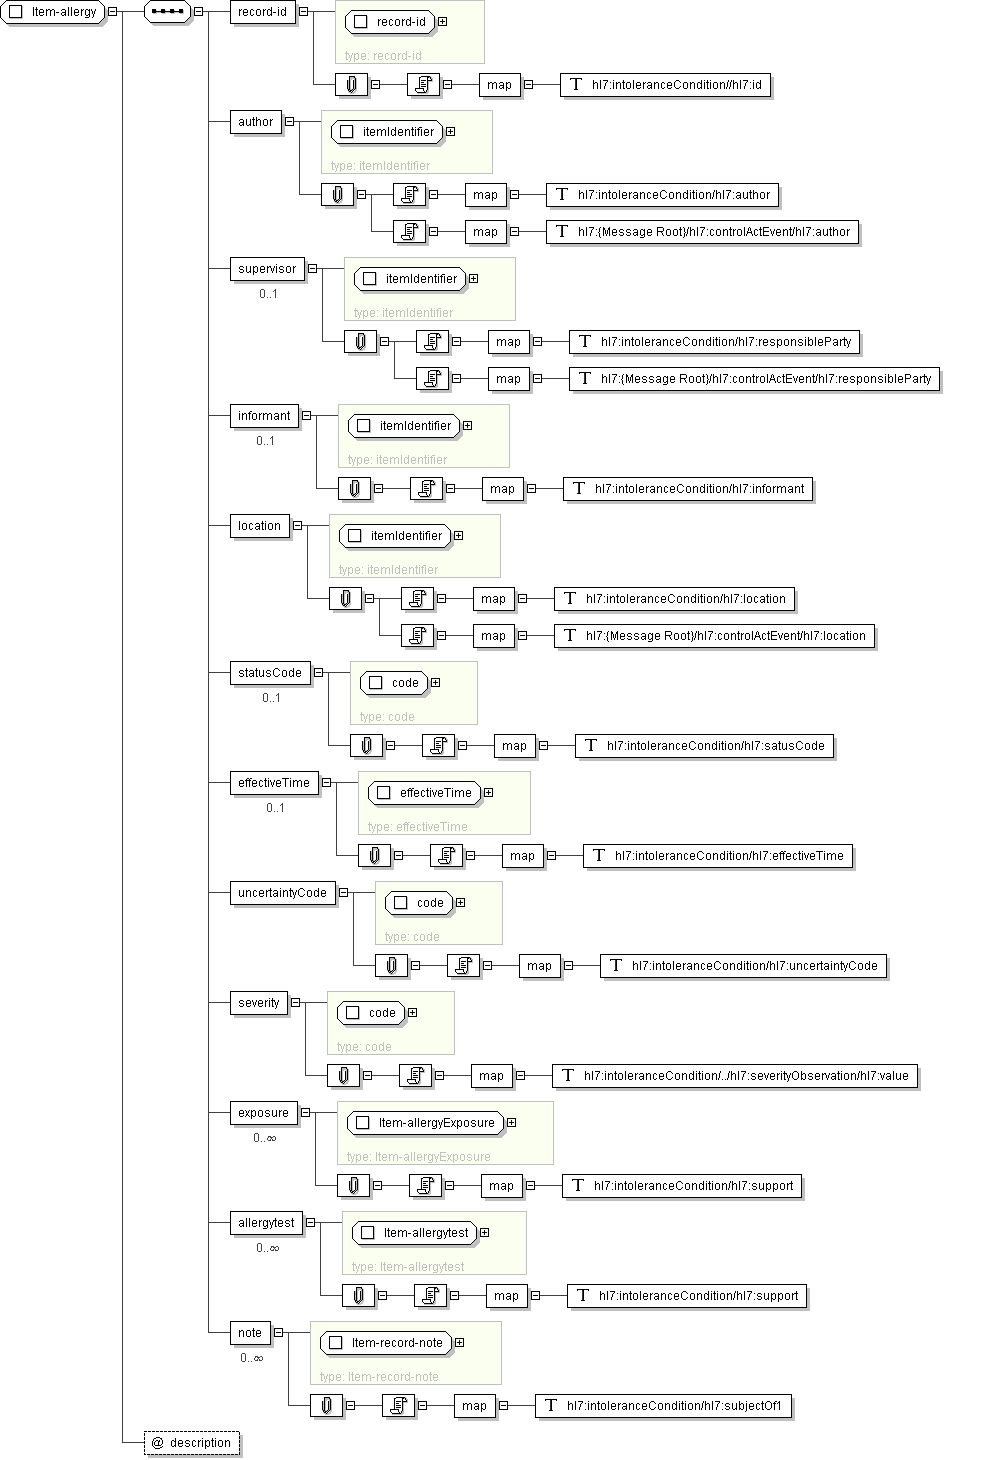 Item-allergy
record-id
record-id
type: record-id
map
T hl7:intoleranceCondition//hl7:id
author
itemIdentifier
type: itemIdentifier
map
T hl7:intoleranceCondition/hl7:author
map
T hl7:{Message Root}/hl7:controlActEvent/hl7:author
supervisor
0..1
itemIdentifier
type: itemIdentifier
map
T hl7:intoleranceCondition/hl7:responsibleParty
map
T hl7:{Message Root}/hl7:controlActEvent/hl7:responsibleParty
informant
0..1
itemIdentifier
type: itemIdentifier
map
T hl7:intoleranceCondition/hl7:informant
location
itemIdentifier
type: itemIdentifier
map
T hl7:intoleranceCondition/hl7:location
map
T hl7:{Message Root}/hl7:controlActEvent/hl7:location
statusCode
0..1
code
type: code
map
T hl7:intoleranceCondition/hl7:satusCode
effectiveTime
0..1
effectiveTime
type: effectiveTime
map
T hl7:intoleranceCondition/hl7:effectiveTime
uncertaintyCode
code
type: code
map
T hl7:intoleranceCondition/hl7:uncertaintyCode
severity
code
type: code
map
T hl7:intoleranceCondition/../hl7:severityObservation/hl7:value
exposure
0..∞
Item-allergyExposure
type: Item-allergyExposure
map
T hl7:intoleranceCondition/hl7:support
allergytest
0..∞
Item-allergytest
type: Item-allergytest
map
T hl7:intoleranceCondition/hl7:support
note
0..∞
Item-record-note
type: Item-record-note
map
T hl7:intoleranceCondition/hl7:subjectOf1
@ description